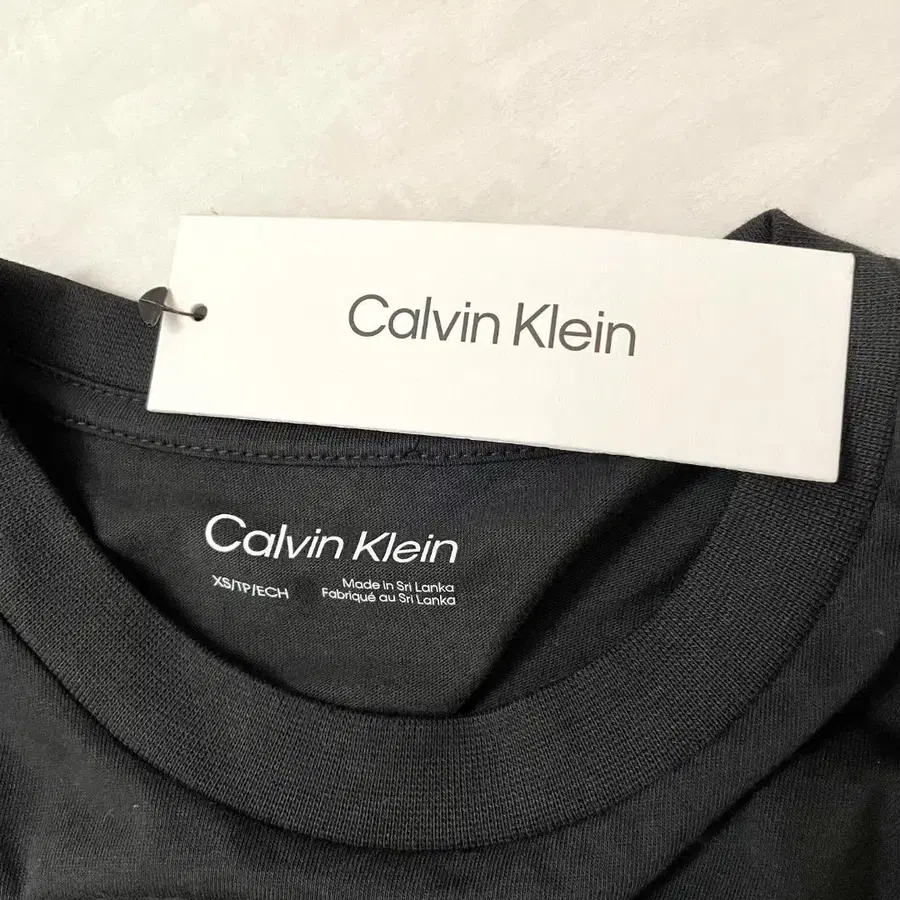 Calvin Klein
Calvin Klein
XS/TP/ECH
Made in Sri Lanka
Fabriqué au Sri Lanka